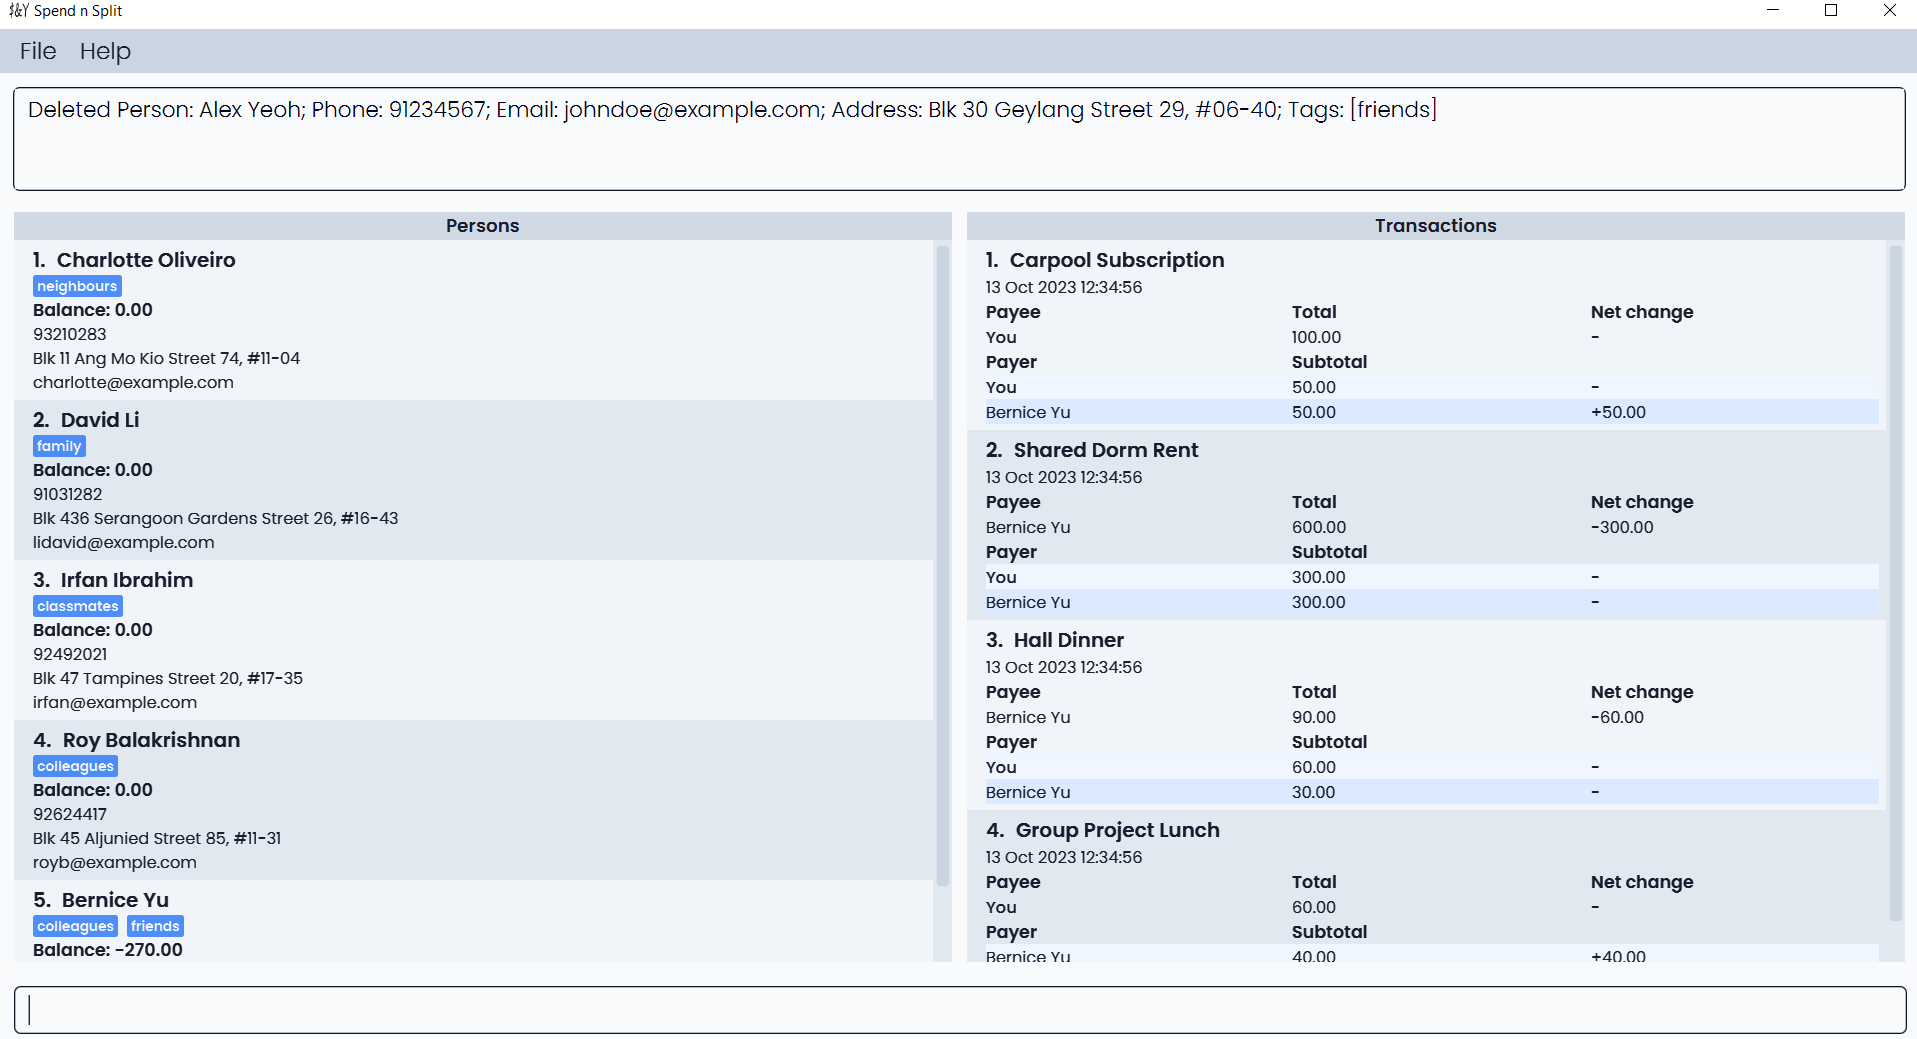 $&Y Spend n Split
File Help
Deleted Person: Alex Yeoh; Phone: 91234567; Email: johndoe@example.com; Address: Blk 30 Geylang Street 29, #06-40; Tags: [friends]
Persons
1. Charlotte Oliveiro
neighbours
Balance: 0.00
93210283
Blk 11 Ang Mo Kio Street 74, #11-04
charlotte@example.com
2. David Li
family
Balance: 0.00
91031282
Blk 436 Serangoon Gardens Street 26, #16-43
lidavid@example.com
3. Irfan Ibrahim
classmates
Balance: 0.00
92492021
Blk 47 Tampines Street 20, #17-35
irfan@example.com
4. Roy Balakrishnan
colleagues
Balance: 0.00
92624417
Blk 45 Aljunied Street 85, #11-31
royb@example.com
5. Bernice Yu
colleagues friends
Balance: -270.00
Transactions
1. Carpool Subscription
13 Oct 2023 12:34:56
Payee Total Net change
You 100.00 -
Payer Subtotal
You 50.00 -
Bernice Yu 50.00 +50.00
2. Shared Dorm Rent
13 Oct 2023 12:34:56
Payee Total Net change
Bernice Yu 600.00 -300.00
Payer Subtotal
You 300.00 -
Bernice Yu 300.00 -
3. Hall Dinner
13 Oct 2023 12:34:56
Payee Total Net change
Bernice Yu 90.00 -60.00
Payer Subtotal
You 60.00 -
Bernice Yu 30.00 -
4. Group Project Lunch
13 Oct 2023 12:34:56
Payee Total Net change
You 60.00 -
Payer Subtotal
Bernice Yu 40.00 +40.00